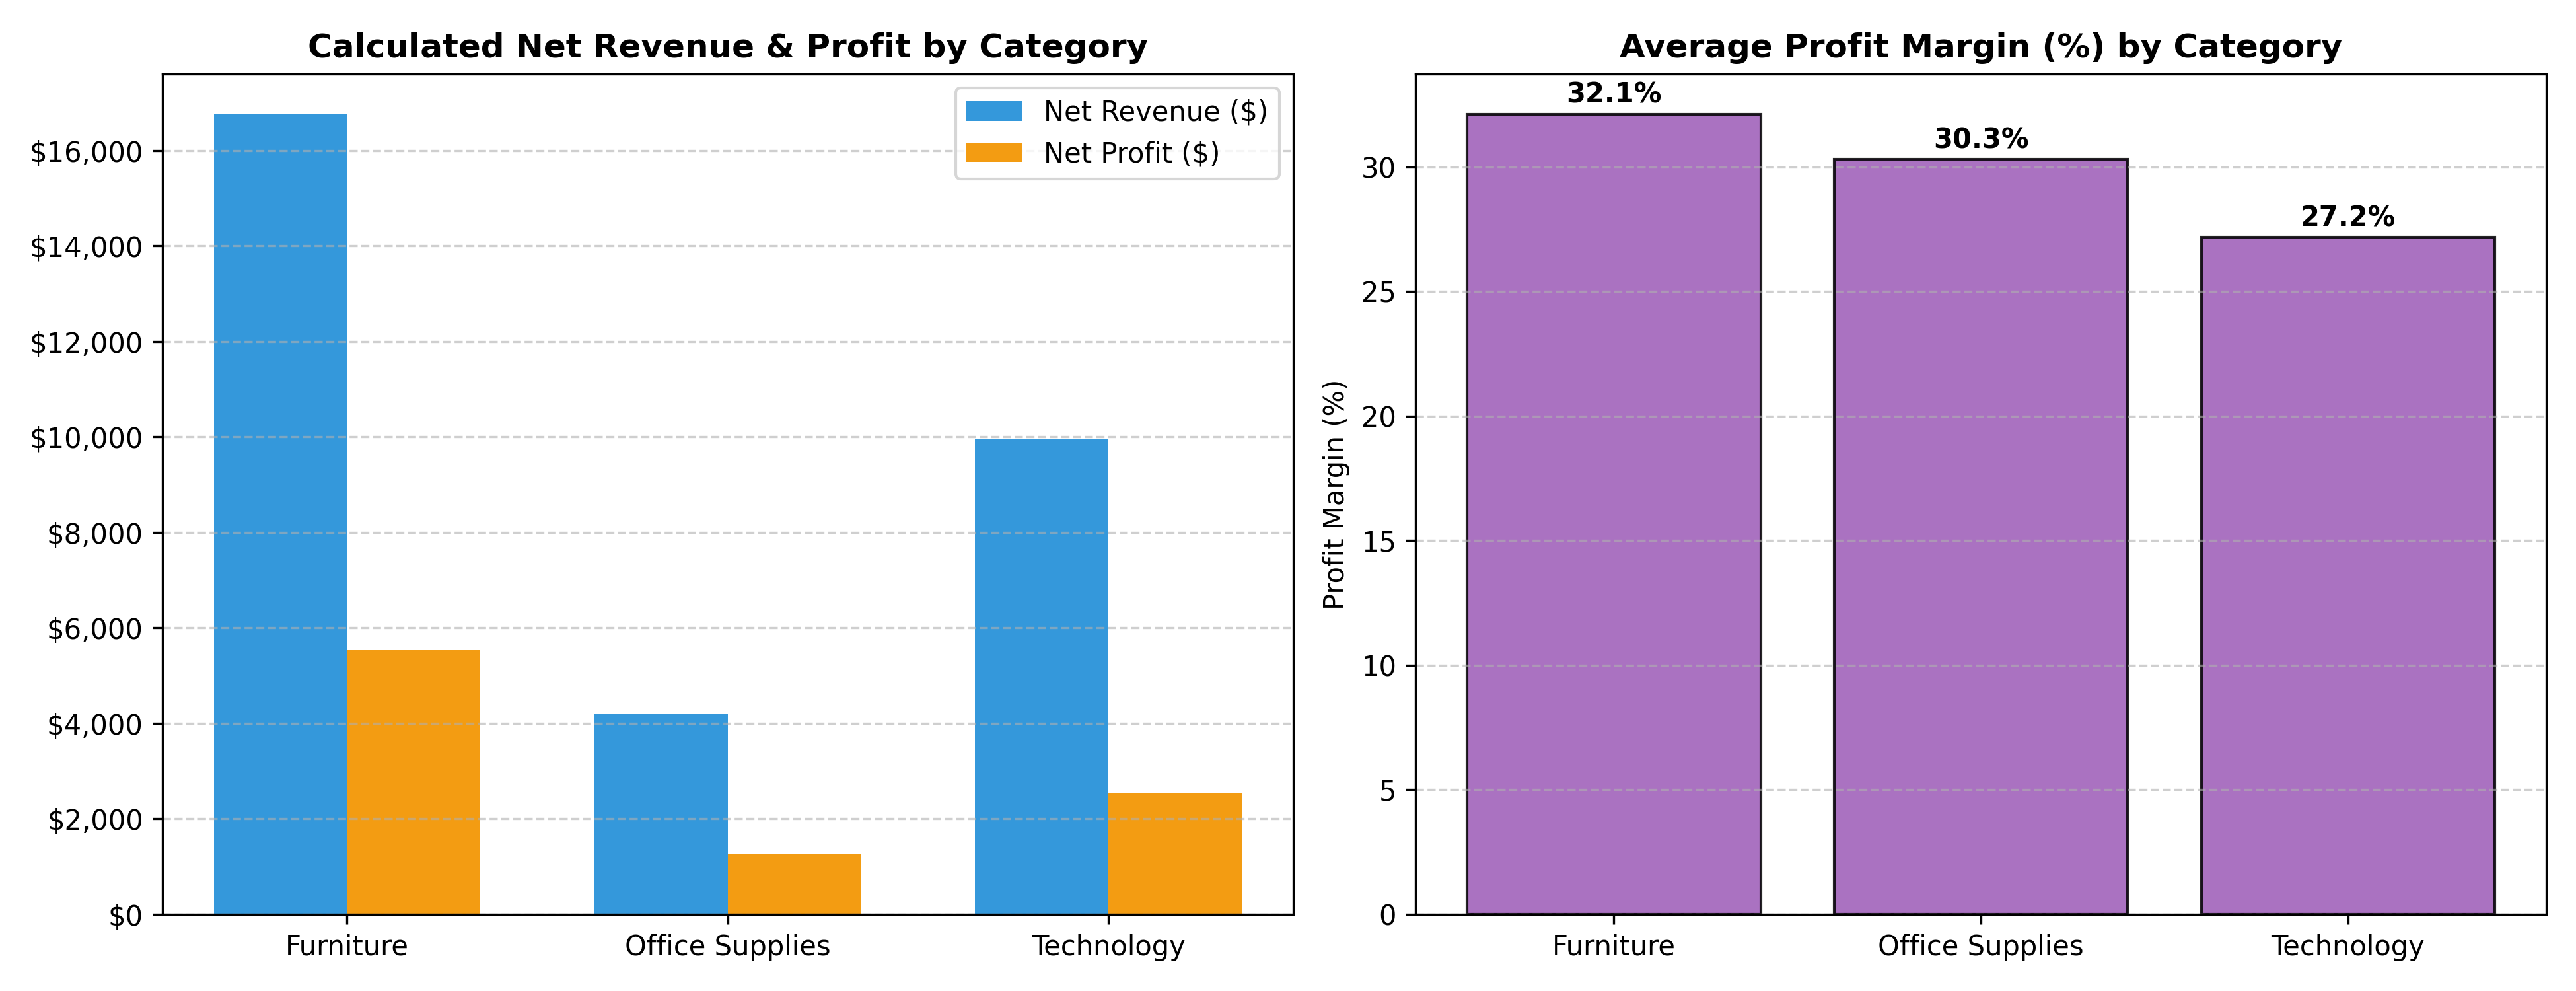 Calculated Net Revenue & Profit by Category
Net Revenue ($)
Net Profit ($)
$16,000
$14,000
$12,000
$10,000
$8,000
$6,000
$4,000
$2,000
$0
Furniture
Office Supplies
Technology
Average Profit Margin (%) by Category
Profit Margin (%)
30
25
20
15
10
5
0
32.1%
30.3%
27.2%
Furniture
Office Supplies
Technology